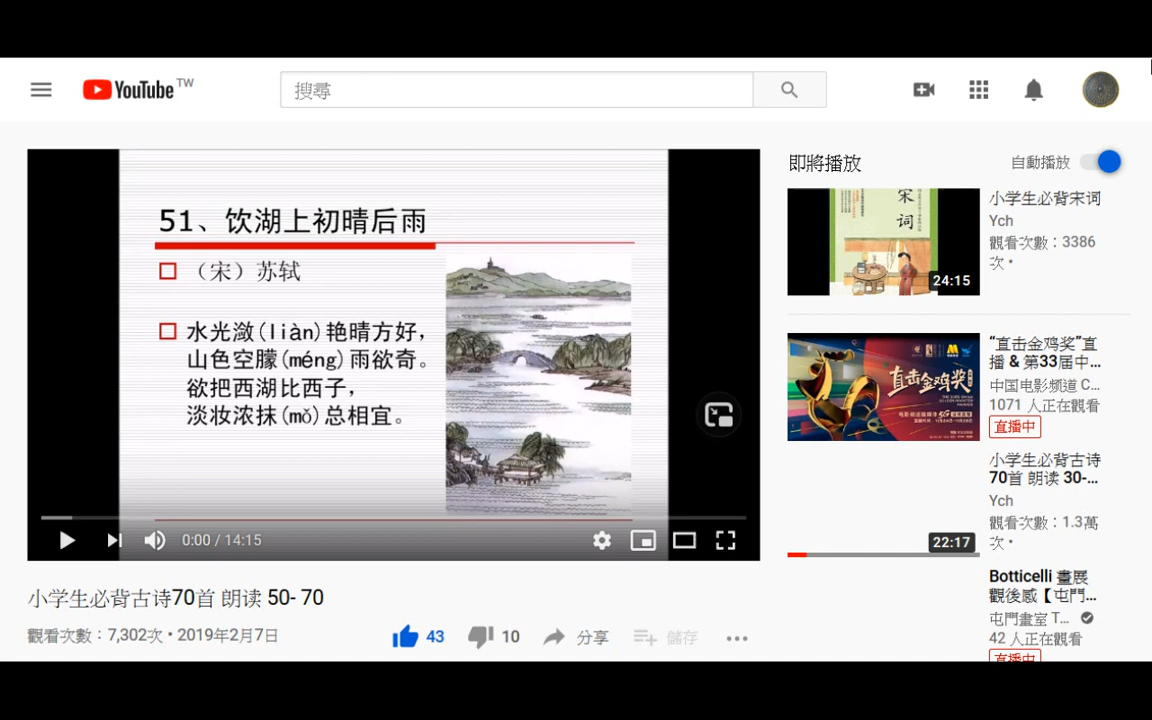 YouTube TW
搜尋
51、饮湖上初晴后雨
（宋）苏轼
水光潋(liàn)艳晴方好，
山色空朦(méng)雨欲奇。
欲把西湖比西子，
淡妆浓抹(mǒ)总相宜。
0:00 / 14:15
小学生必背古诗70首 朗读 50- 70
觀看次數：7,302次 • 2019年2月7日
43
10
分享
儲存
即將播放
自動播放
宋
词
24:15
小学生必背宋词
Ych
觀看次數：3386
次 •
直击金鸡奖
“直击金鸡奖”直
播 & 第33届中...
中国电影频道 C...
1071 人正在觀看
直播中
22:17
小学生必背古诗
70首 朗读 30-...
Ych
觀看次數：1.3萬
次 •
Botticelli 畫展
觀後感【屯門...
屯門畫室 T...
42 人正在觀看
直播中